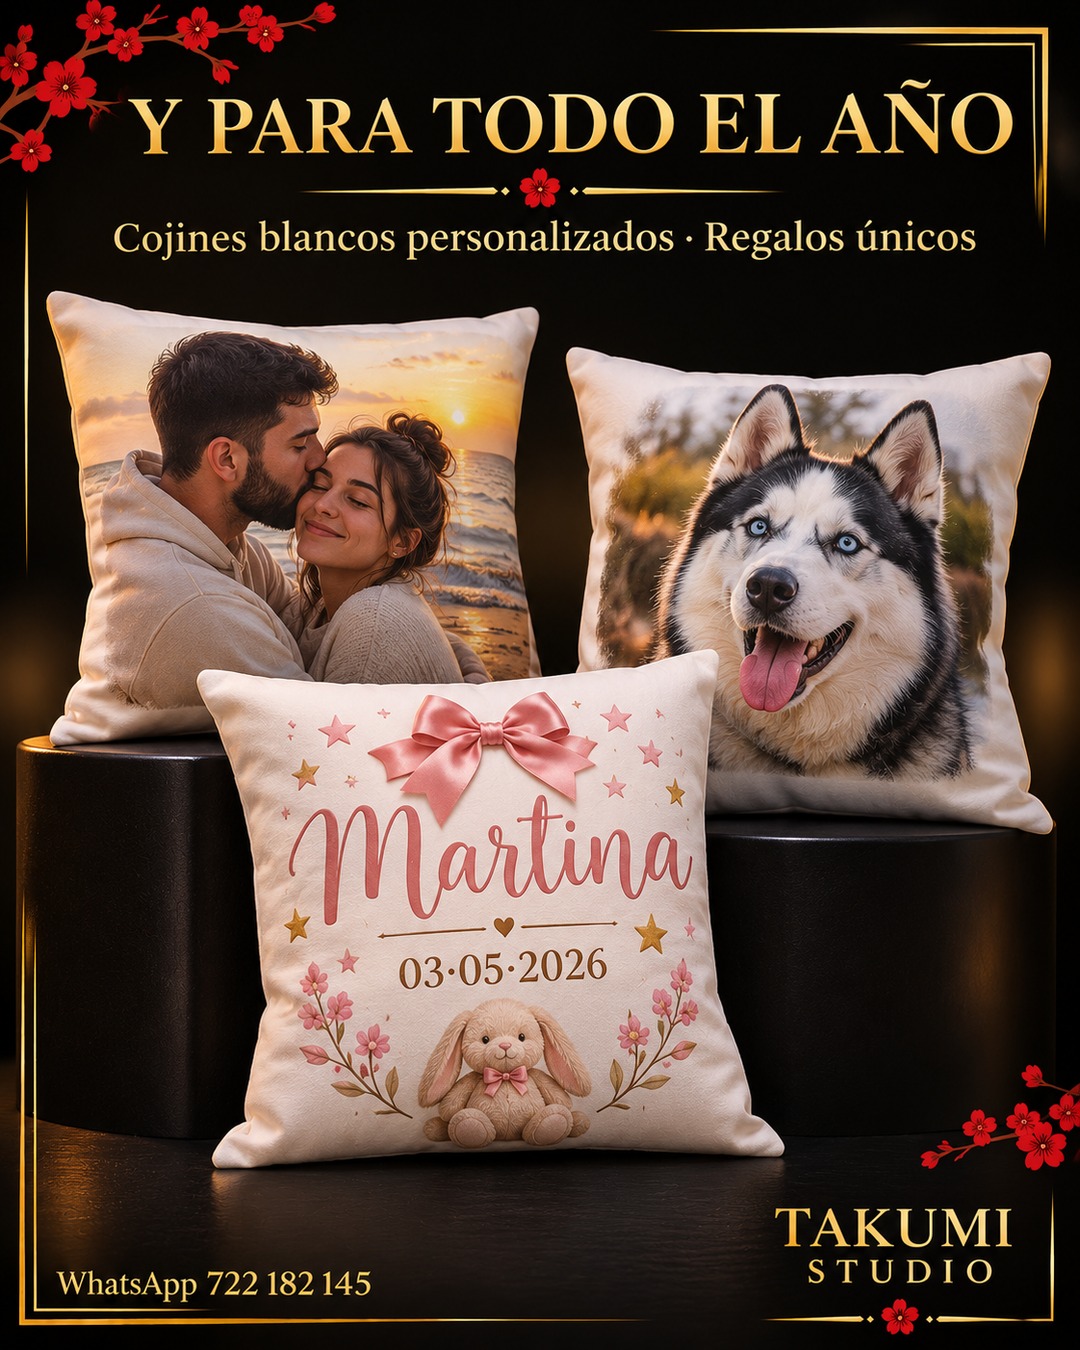 Y PARA TODO EL AÑO
Cojines blancos personalizados · Regalos únicos
Martina
03·05·2026
TAKUMI
STUDIO
WhatsApp 722 182 145